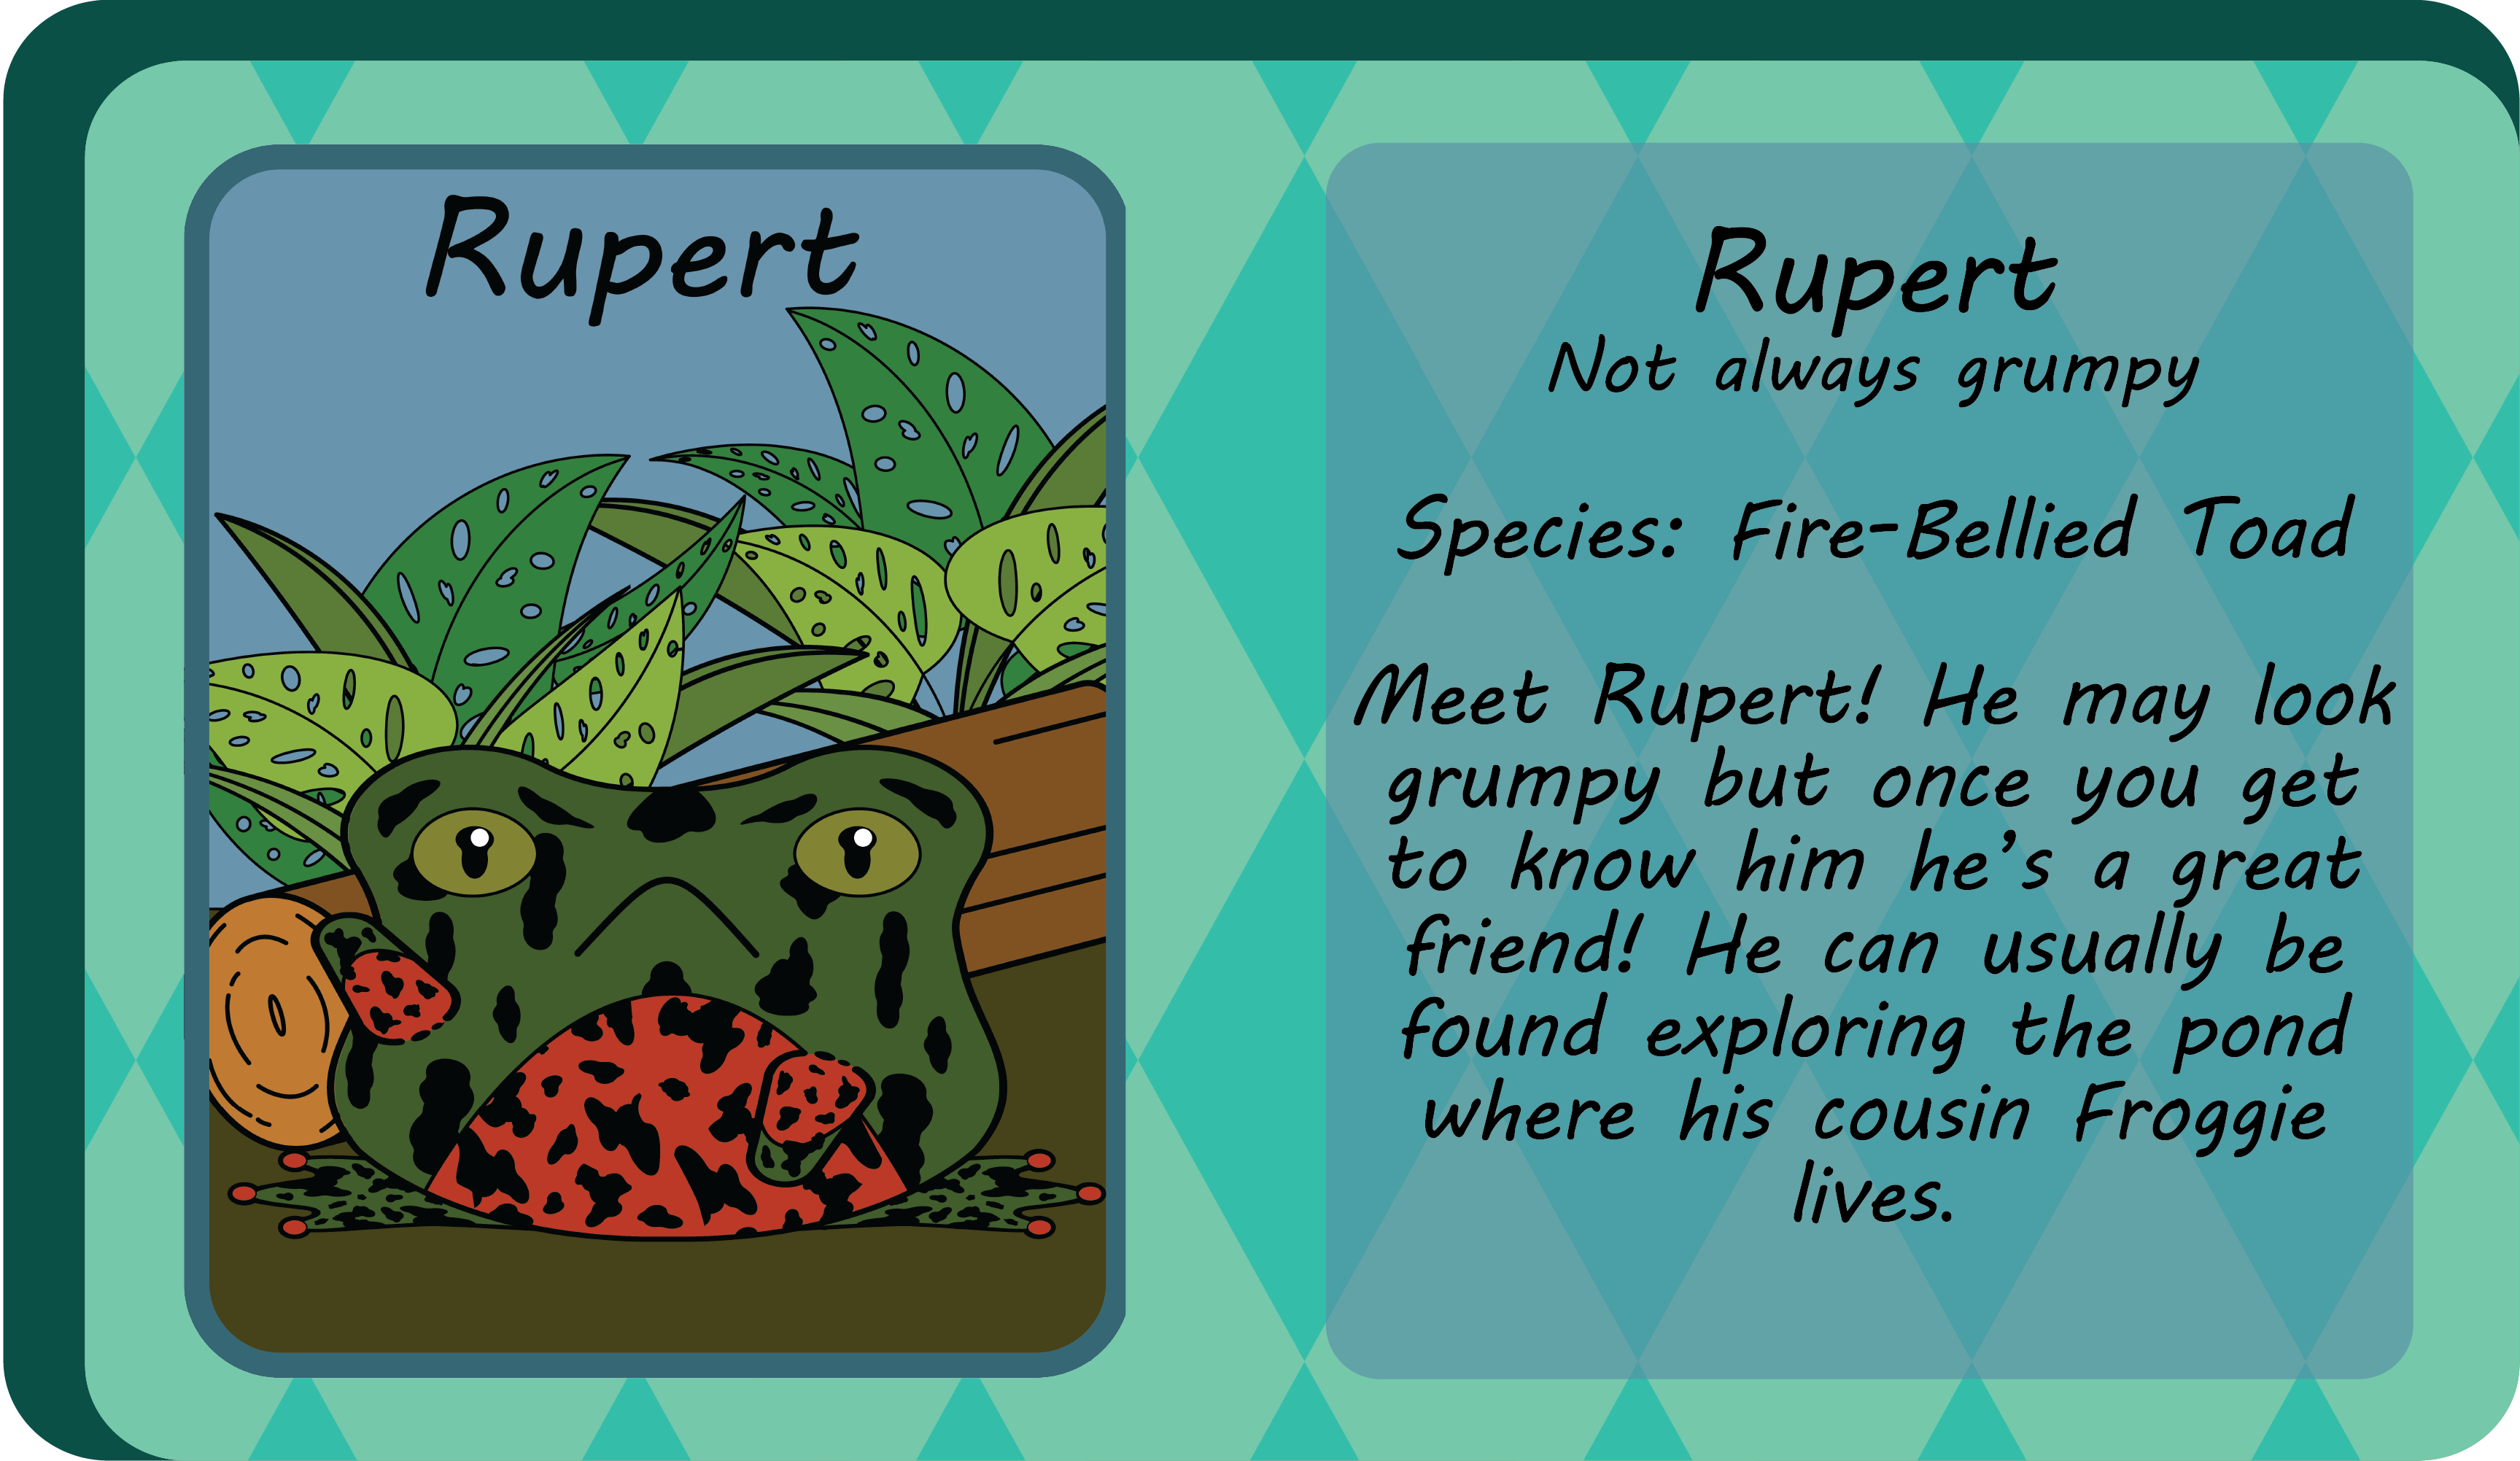 Rupert
Rupert
Not always grumpy
Species: Fire-Bellied Toad
Meet Rupert! He may look
grumpy but once you get
to know him he's a great
friend! He can usually be
found exploring the pond
where his cousin Froggie
lives.